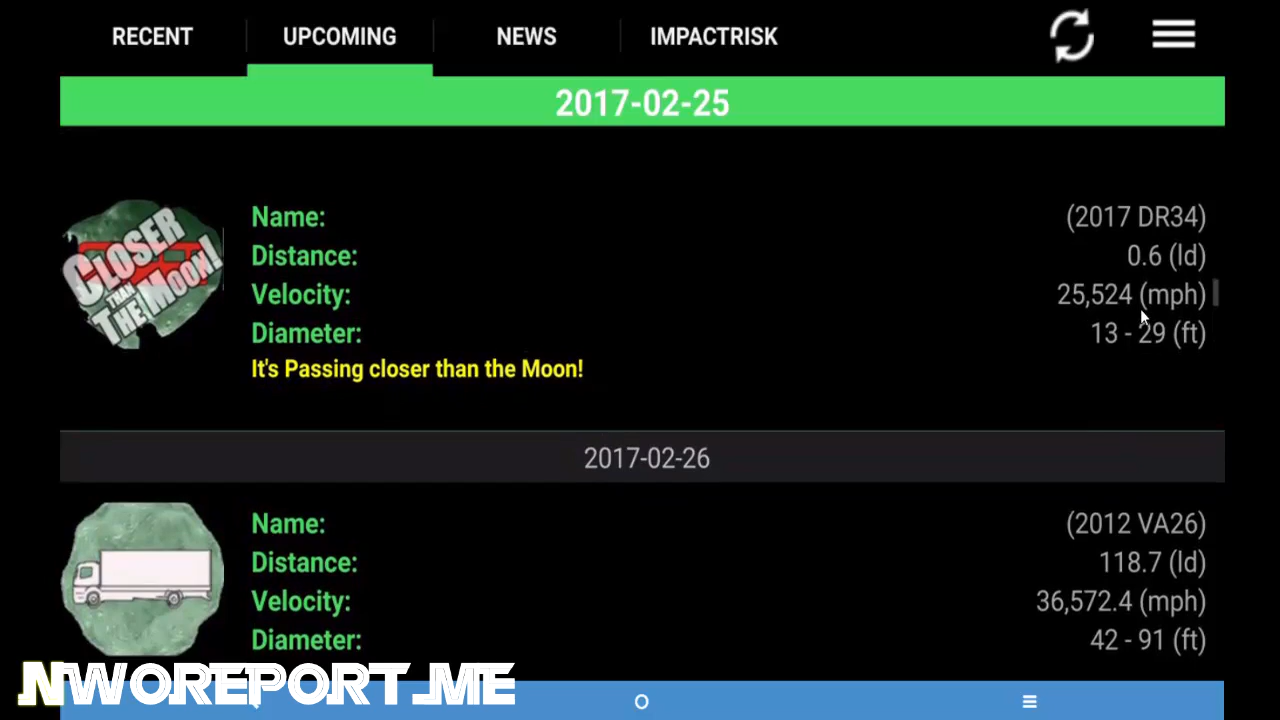 RECENT UPCOMING NEWS IMPACTRISK
2017-02-25
CLOSER
THAN
THE MOON!
Name: (2017 DR34)
Distance: 0.6 (ld)
Velocity: 25,524 (mph)
Diameter: 13 - 29 (ft)
It's Passing closer than the Moon!
2017-02-26
Name: (2012 VA26)
Distance: 118.7 (ld)
Velocity: 36,572.4 (mph)
Diameter: 42 - 91 (ft)
NWOREPORT.ME